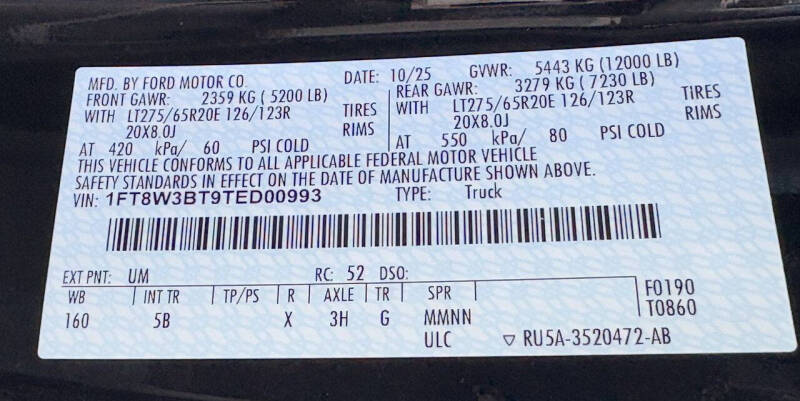 MFD. BY FORD MOTOR CO. DATE: 10/25 GVWR: 5443 KG (12000 LB)
FRONT GAWR: 2359 KG (5200 LB) REAR GAWR: 3279 KG (7230 LB)
WITH LT275/65R20E 126/123R TIRES WITH LT275/65R20E 126/123R TIRES
20X8.0J RIMS 20X8.0J RIMS
AT 420 kPa/ 60 PSI COLD AT 550 kPa/ 80 PSI COLD
THIS VEHICLE CONFORMS TO ALL APPLICABLE FEDERAL MOTOR VEHICLE
SAFETY STANDARDS IN EFFECT ON THE DATE OF MANUFACTURE SHOWN ABOVE.
VIN: 1FT8W3BT9TED00993 TYPE: Truck
EXT PNT: UM RC: 52 DSO:
WB INT TR TP/PS R AXLE TR SPR F0190
160 5B X 3H G MMNN T0860
ULC ▽ RU5A-3520472-AB